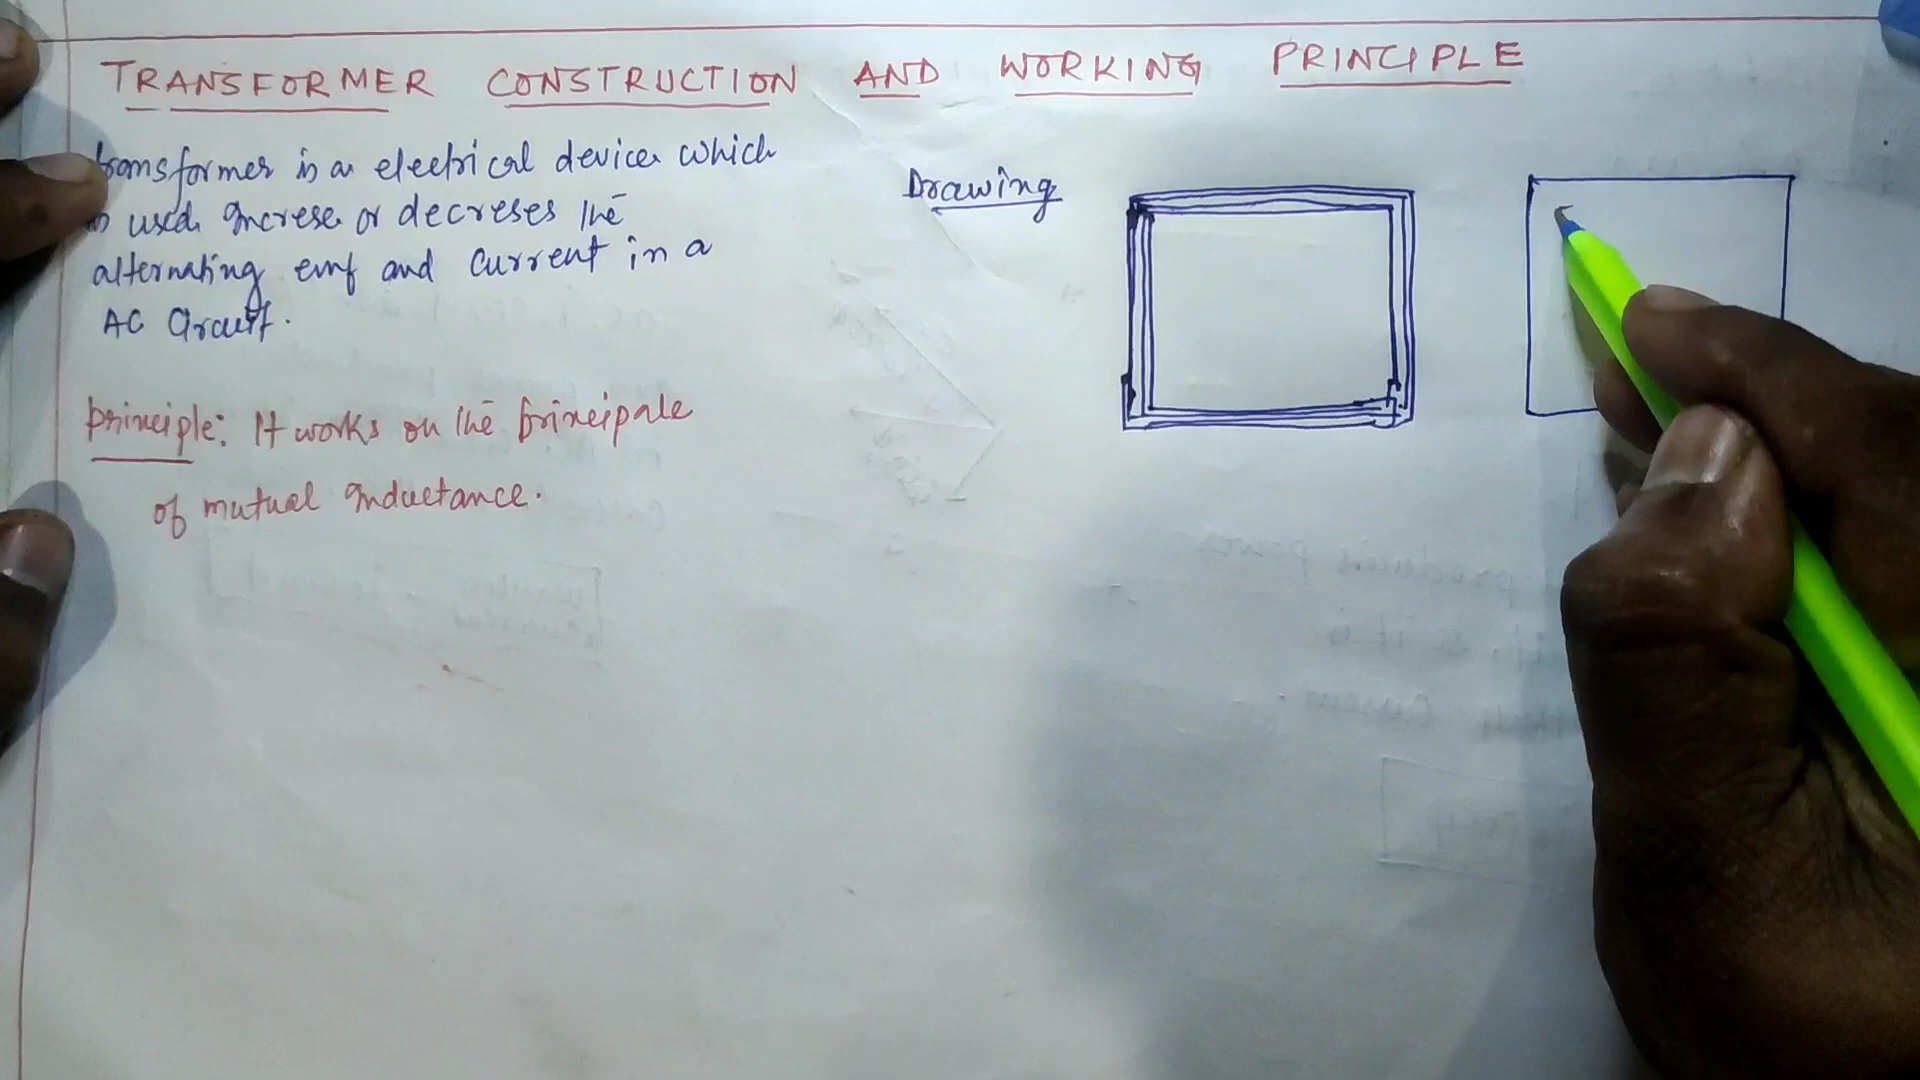 TRANSFORMER CONSTRUCTION AND WORKING PRINCIPLE
transformer is a electrical device which
is used increse or decreses the
alternating emf and current in a
AC Circuit.
Drawing
principle: It works on the principale
of mutual inductance.